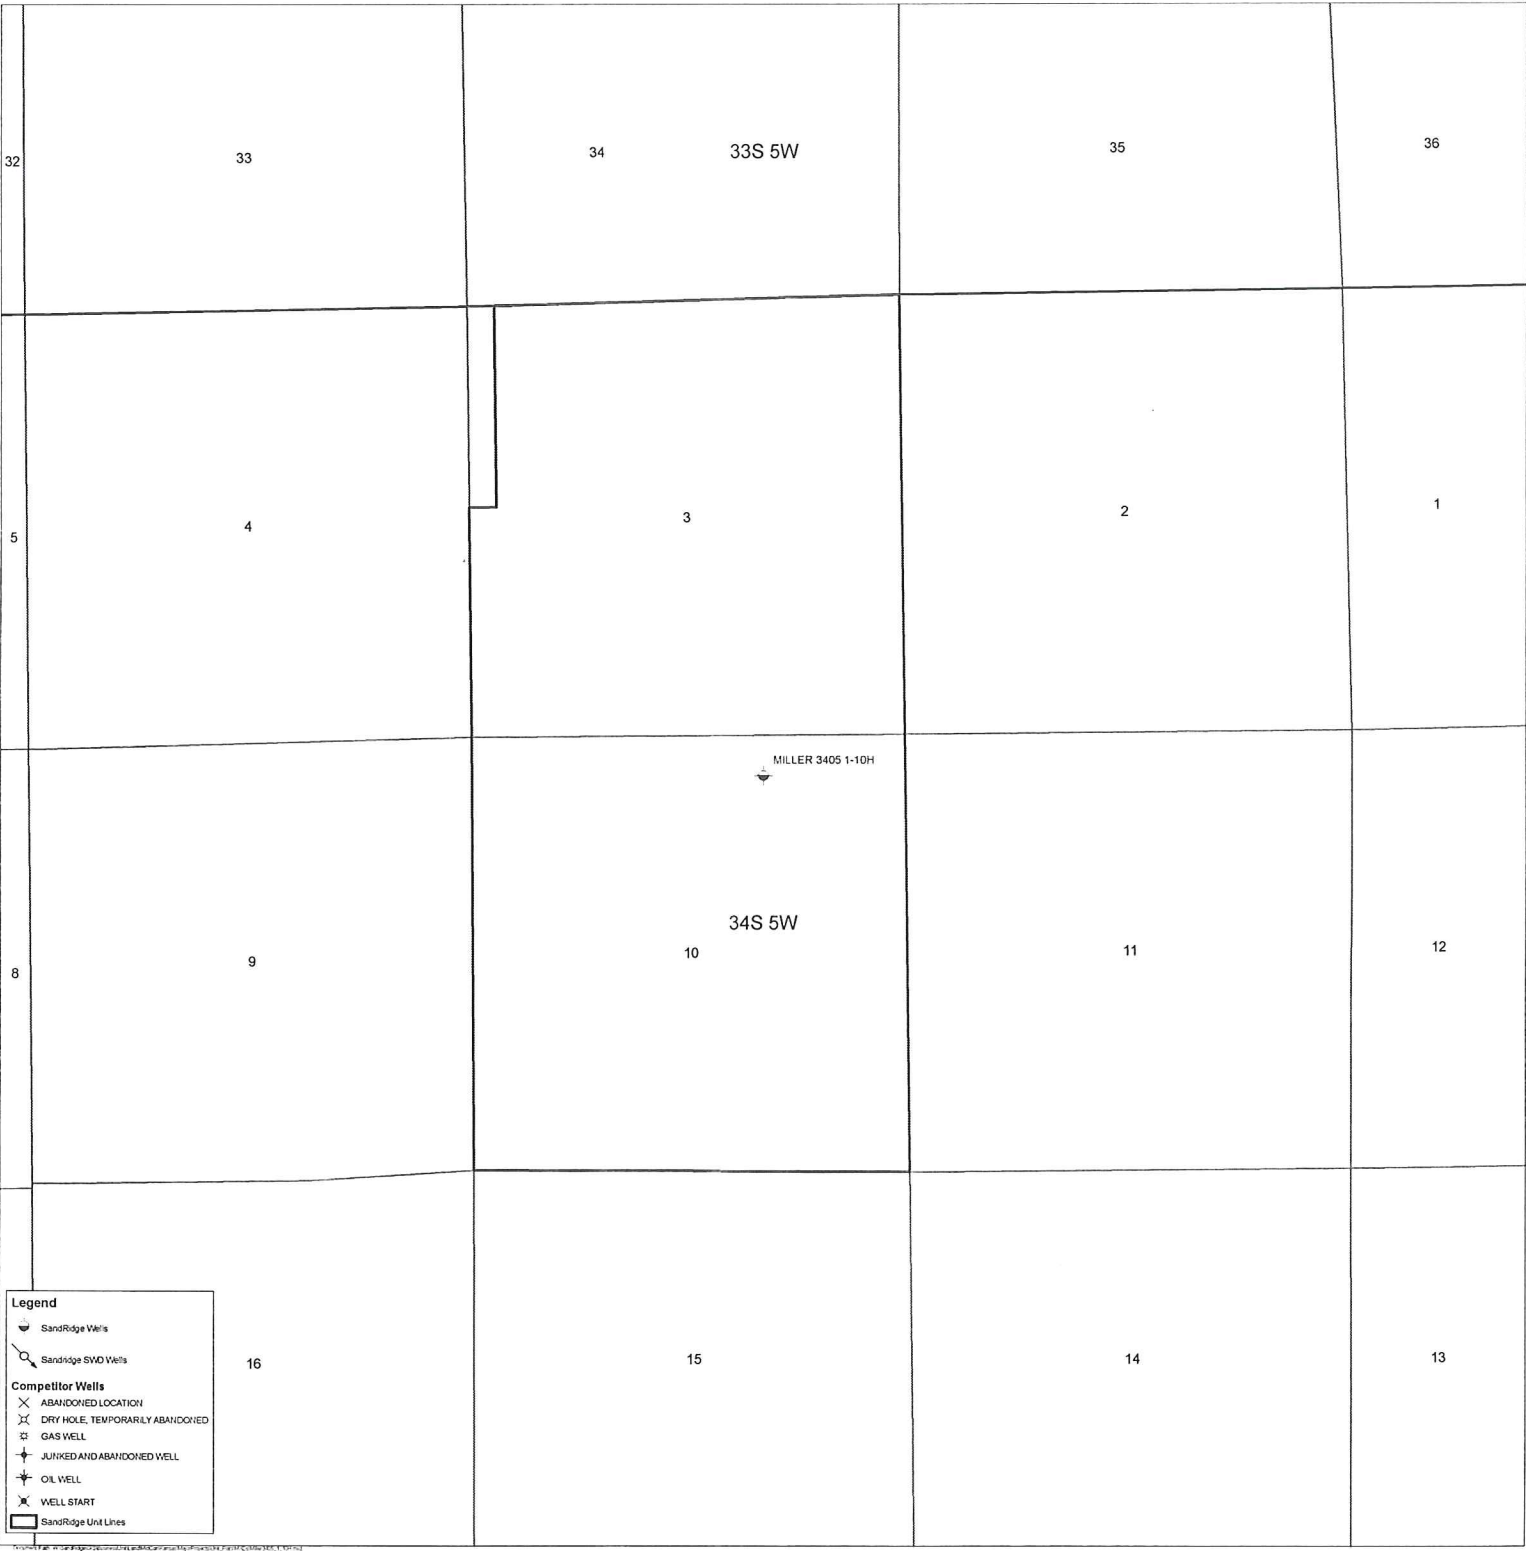 32
33
34
33S 5W
35
36
5
4
3
2
1
MILLER 3405 1-10H
34S 5W
8
9
10
11
12
Legend
SandRidge Wells
Sandridge SWD Wells
Competitor Wells
ABANDONED LOCATION
DRY HOLE, TEMPORARILY ABANDONED
GAS WELL
JUNKED AND ABANDONED WELL
OIL WELL
WELL START
SandRidge Unit Lines
16
15
14
13